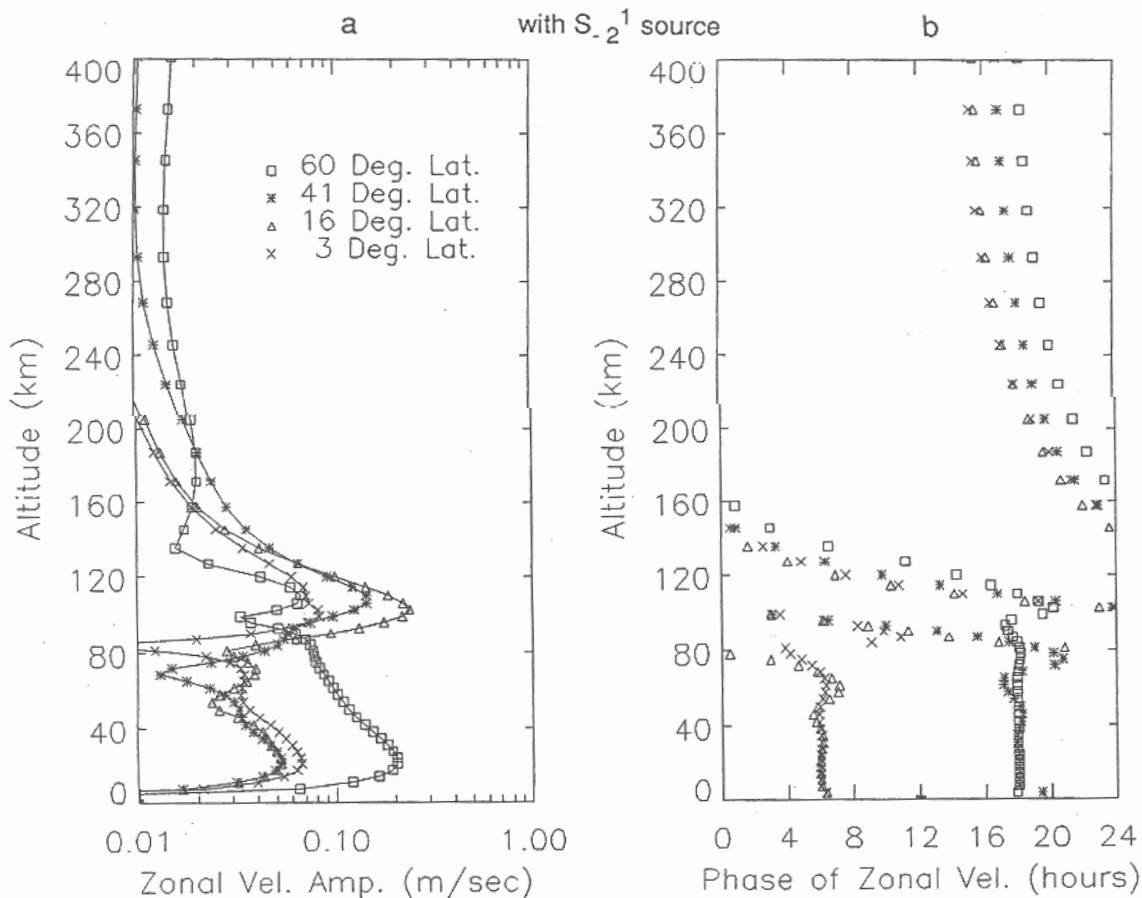 a with S₋₂¹ source b
400
360
320
280
240
200
160
120
80
40
0
Altitude (km)
□ 60 Deg. Lat.
* 41 Deg. Lat.
△ 16 Deg. Lat.
× 3 Deg. Lat.
0.01 0.10 1.00
Zonal Vel. Amp. (m/sec)
400
360
320
280
240
200
160
120
80
40
0
Altitude (km)
0 4 8 12 16 20 24
Phase of Zonal Vel. (hours)